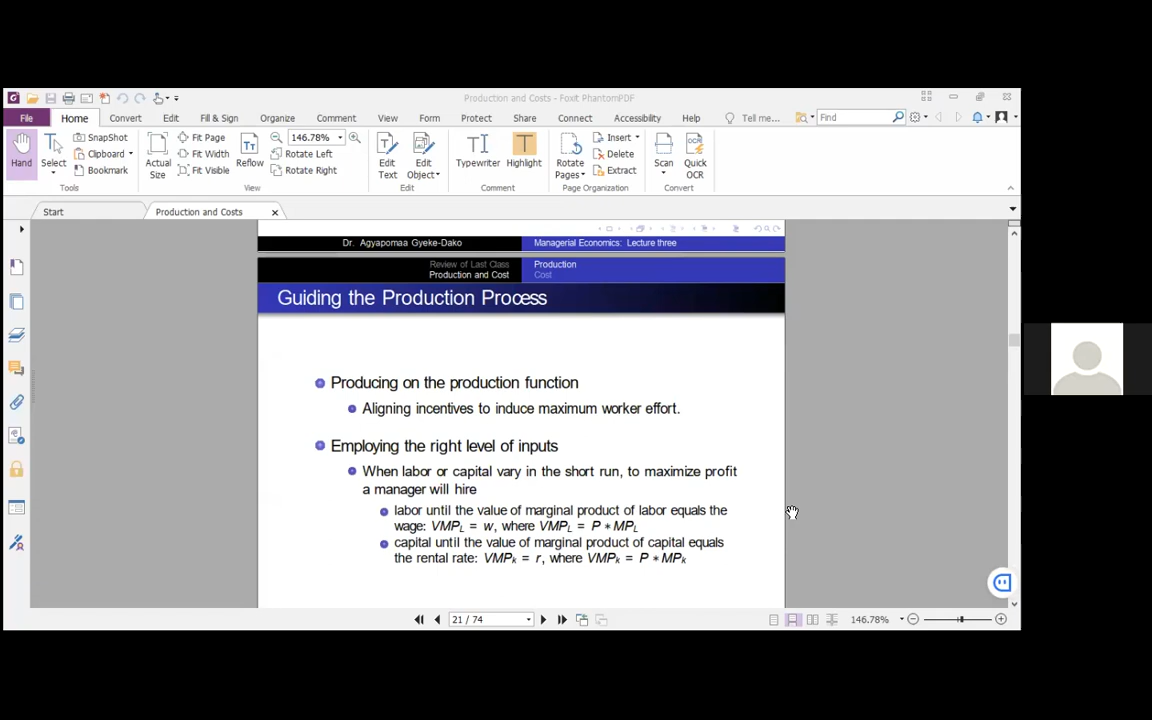 Production and Costs - Foxit PhantomPDF
File Home Convert Edit Fill & Sign Organize Comment View Form Protect Share Connect Accessibility Help Tell me... Find
Hand
Select
SnapShot
Clipboard
Bookmark
Tools
Actual Size
Fit Page
Fit Width
Fit Visible
Reflow
146.78%
Rotate Left
Rotate Right
View
Edit Text
Edit Object
Edit
Typewriter
Highlight
Comment
Rotate Pages
Insert
Delete
Extract
Page Organization
Scan
Quick OCR
Convert
Start
Production and Costs
Dr. Agyapomaa Gyeke-Dako Managerial Economics: Lecture three
Review of Last Class Production
Production and Cost Cost
Guiding the Production Process
Producing on the production function
Aligning incentives to induce maximum worker effort.
Employing the right level of inputs
When labor or capital vary in the short run, to maximize profit
a manager will hire
labor until the value of marginal product of labor equals the
wage: VMP_L = w, where VMP_L = P * MP_L
capital until the value of marginal product of capital equals
the rental rate: VMP_k = r, where VMP_k = P * MP_k
21 / 74
146.78%